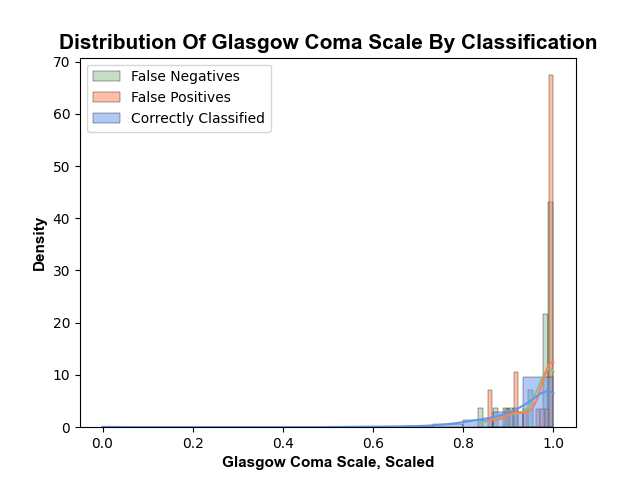 Distribution Of Glasgow Coma Scale By Classification
False Negatives
False Positives
Correctly Classified
70
60
50
40
30
20
10
0
Density
0.0 0.2 0.4 0.6 0.8 1.0
Glasgow Coma Scale, Scaled